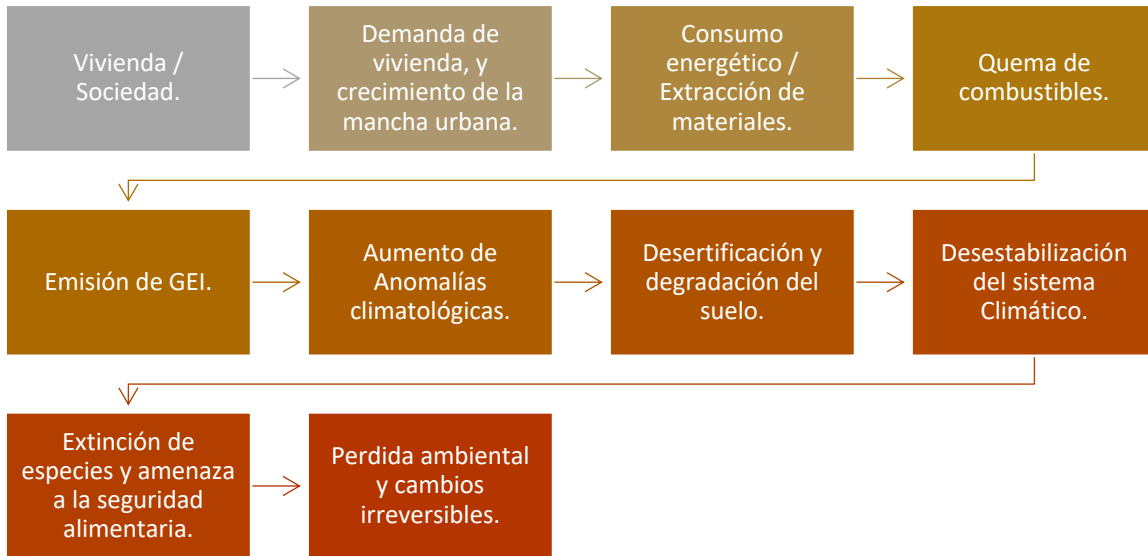 Vivienda /
Sociedad.
Demanda de
vivienda, y
crecimiento de la
mancha urbana.
Consumo
energético /
Extracción de
materiales.
Quema de
combustibles.
Emisión de GEI.
Aumento de
Anomalías
climatológicas.
Desertificación y
degradación del
suelo.
Desestabilización
del sistema
Climático.
Extinción de
especies y amenaza
a la seguridad
alimentaria.
Perdida ambiental
y cambios
irreversibles.